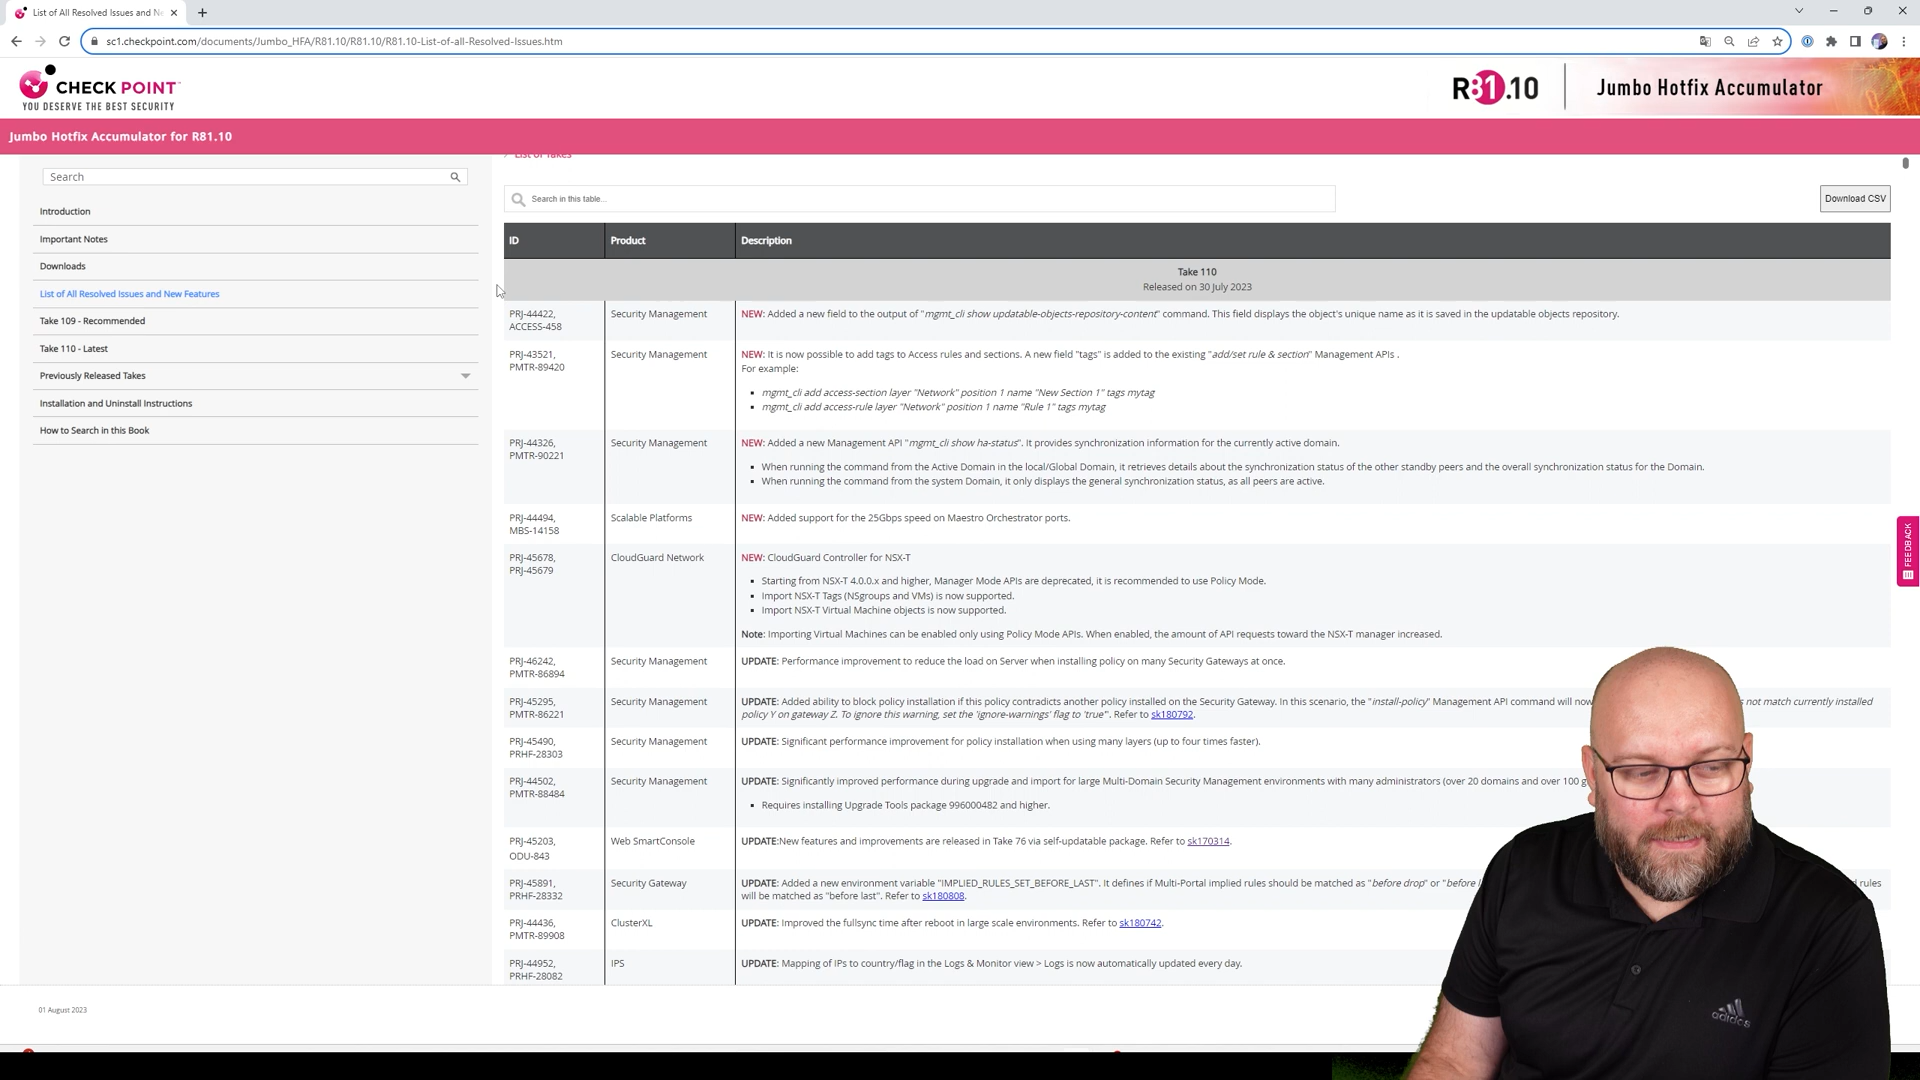 List of All Resolved Issues and Ne
sc1.checkpoint.com/documents/Jumbo_HFA/R81.10/R81.10/R81.10-List-of-all-Resolved-Issues.htm
CHECK POINT
YOU DESERVE THE BEST SECURITY
R81.10
Jumbo Hotfix Accumulator
Jumbo Hotfix Accumulator for R81.10
List of Takes
Search
Search in this table...
Download CSV
Introduction
Important Notes
Downloads
List of All Resolved Issues and New Features
Take 109 - Recommended
Take 110 - Latest
Previously Released Takes
Installation and Uninstall Instructions
How to Search in this Book
ID Product Description
Take 110
Released on 30 July 2023
PRJ-44422,
ACCESS-458
Security Management
NEW: Added a new field to the output of "mgmt_cli show updatable-objects-repository-content" command. This field displays the object's unique name as it is saved in the updatable objects repository.
PRJ-43521,
PMTR-89420
Security Management
NEW: It is now possible to add tags to Access rules and sections. A new field "tags" is added to the existing "add/set rule & section" Management APIs .
For example:
▪ mgmt_cli add access-section layer "Network" position 1 name "New Section 1" tags mytag
▪ mgmt_cli add access-rule layer "Network" position 1 name "Rule 1" tags mytag
PRJ-44326,
PMTR-90221
Security Management
NEW: Added a new Management API "mgmt_cli show ha-status". It provides synchronization information for the currently active domain.
▪ When running the command from the Active Domain in the local/Global Domain, it retrieves details about the synchronization status of the other standby peers and the overall synchronization status for the Domain.
▪ When running the command from the system Domain, it only displays the general synchronization status, as all peers are active.
PRJ-44494,
MBS-14158
Scalable Platforms
NEW: Added support for the 25Gbps speed on Maestro Orchestrator ports.
PRJ-45678,
PRJ-45679
CloudGuard Network
NEW: CloudGuard Controller for NSX-T
▪ Starting from NSX-T 4.0.0.x and higher, Manager Mode APIs are deprecated, it is recommended to use Policy Mode.
▪ Import NSX-T Tags (NSgroups and VMs) is now supported.
▪ Import NSX-T Virtual Machine objects is now supported.
Note: Importing Virtual Machines can be enabled only using Policy Mode APIs. When enabled, the amount of API requests toward the NSX-T manager increased.
PRJ-46242,
PMTR-86894
Security Management
UPDATE: Performance improvement to reduce the load on Server when installing policy on many Security Gateways at once.
PRJ-45295,
PMTR-86221
Security Management
UPDATE: Added ability to block policy installation if this policy contradicts another policy installed on the Security Gateway. In this scenario, the "install-policy" Management API command will now s not match currently installed
policy Y on gateway Z. To ignore this warning, set the 'ignore-warnings' flag to 'true'". Refer to sk180792.
PRJ-45490,
PRHF-28303
Security Management
UPDATE: Significant performance improvement for policy installation when using many layers (up to four times faster).
PRJ-44502,
PMTR-88484
Security Management
UPDATE: Significantly improved performance during upgrade and import for large Multi-Domain Security Management environments with many administrators (over 20 domains and over 100 g
▪ Requires installing Upgrade Tools package 996000482 and higher.
PRJ-45203,
ODU-843
Web SmartConsole
UPDATE:New features and improvements are released in Take 76 via self-updatable package. Refer to sk170314.
PRJ-45891,
PRHF-28332
Security Gateway
UPDATE: Added a new environment variable "IMPLIED_RULES_SET_BEFORE_LAST". It defines if Multi-Portal implied rules should be matched as "before drop" or "before l rules
will be matched as "before last". Refer to sk180808.
PRJ-44436,
PMTR-89908
ClusterXL
UPDATE: Improved the fullsync time after reboot in large scale environments. Refer to sk180742.
PRJ-44952,
PRHF-28082
IPS
UPDATE: Mapping of IPs to country/flag in the Logs & Monitor view > Logs is now automatically updated every day.
FEEDBACK
01 August 2023
adidas